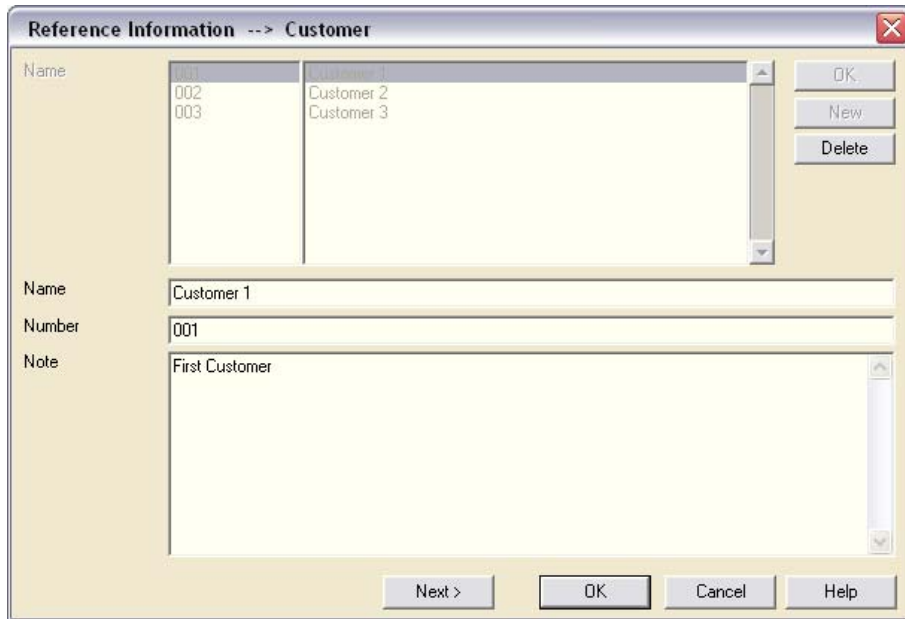 Reference Information --> Customer
Name 001 Customer 1 OK
002 Customer 2
003 Customer 3 New
Delete
Name Customer 1
Number 001
Note First Customer
Next > OK Cancel Help